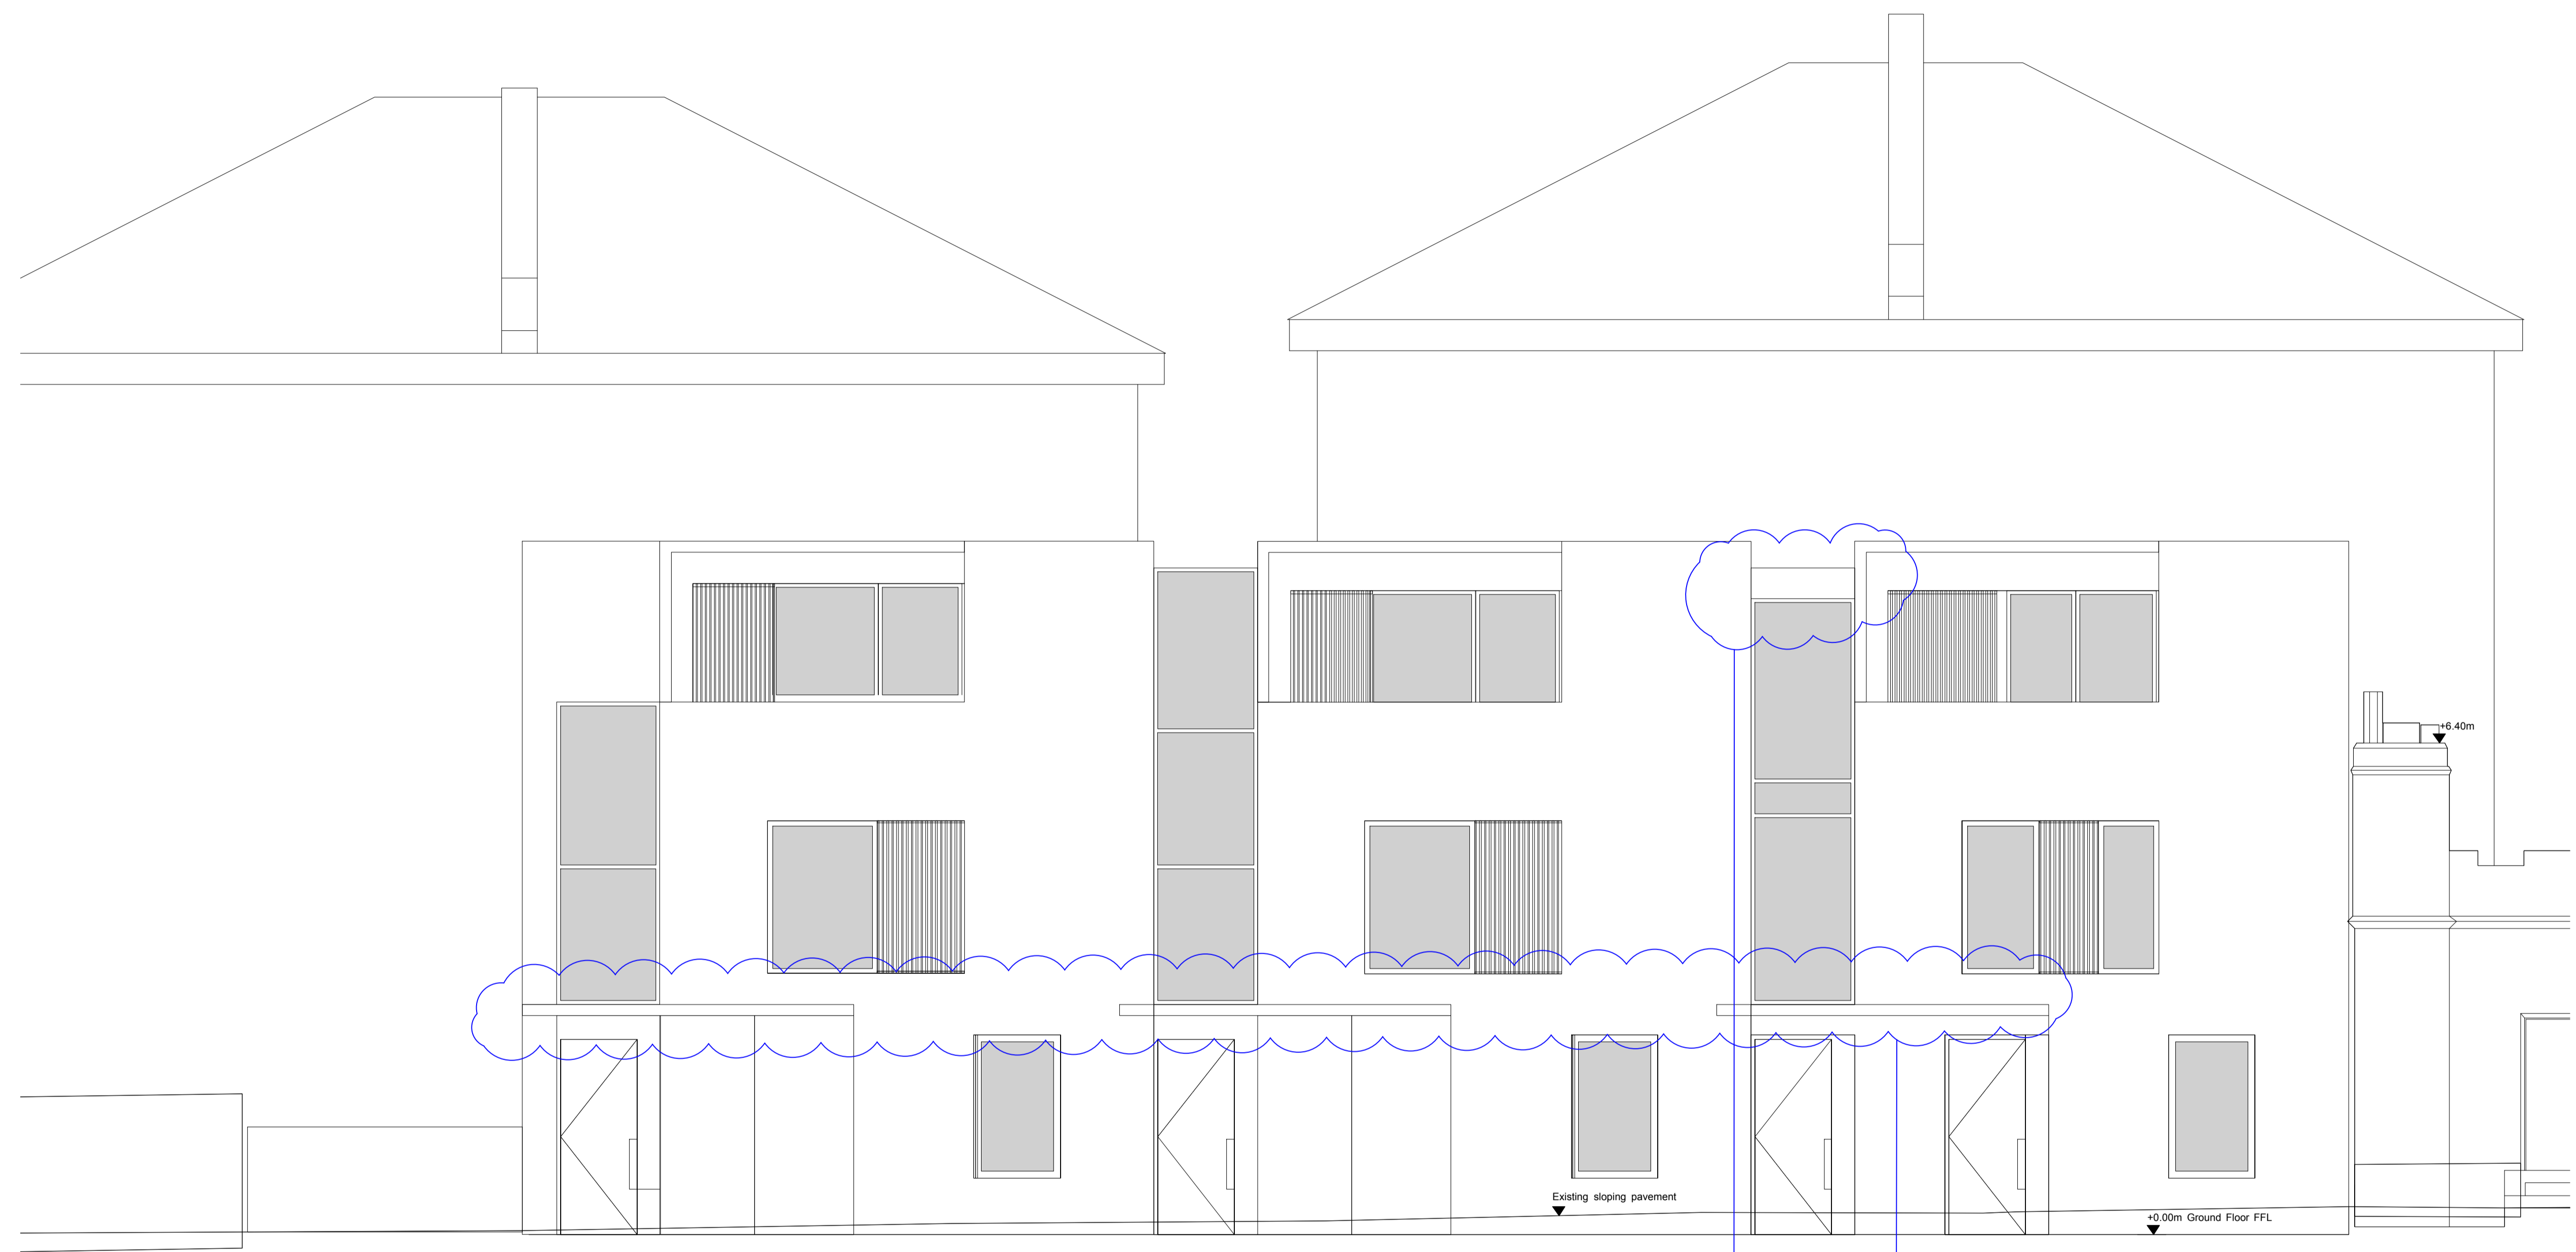 +6.40m
Existing sloping pavement
+0.00m Ground Floor FFL